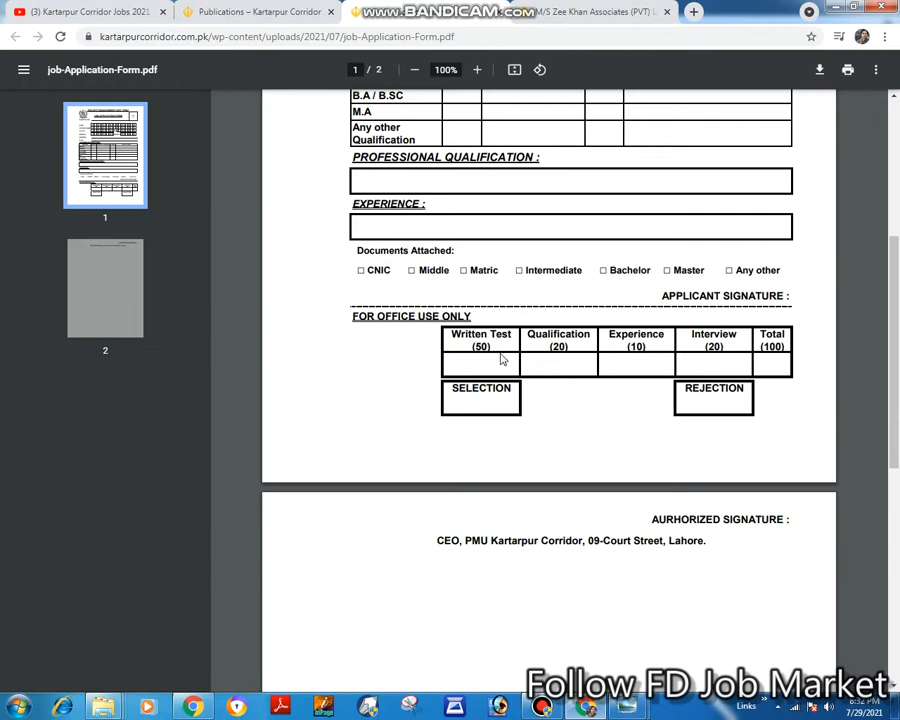 (3) Kartarpur Corridor Jobs 2021
Publications – Kartarpur Corridor
WWW.BANDICAM.COM
M/S Zee Khan Associates (PVT) L
kartarpurcorridor.com.pk/wp-content/uploads/2021/07/job-Application-Form.pdf
job-Application-Form.pdf
1 / 2
100%
B.A / B.SC
M.A
Any other
Qualification
PROFESSIONAL QUALIFICATION :
EXPERIENCE :
Documents Attached:
□ CNIC □ Middle □ Matric □ Intermediate □ Bachelor □ Master □ Any other
APPLICANT SIGNATURE :
FOR OFFICE USE ONLY
Written Test (50) Qualification (20) Experience (10) Interview (20) Total (100)
SELECTION REJECTION
1
2
AURHORIZED SIGNATURE :
CEO, PMU Kartarpur Corridor, 09-Court Street, Lahore.
Follow FD Job Market
Links
8:52 PM
7/29/2021